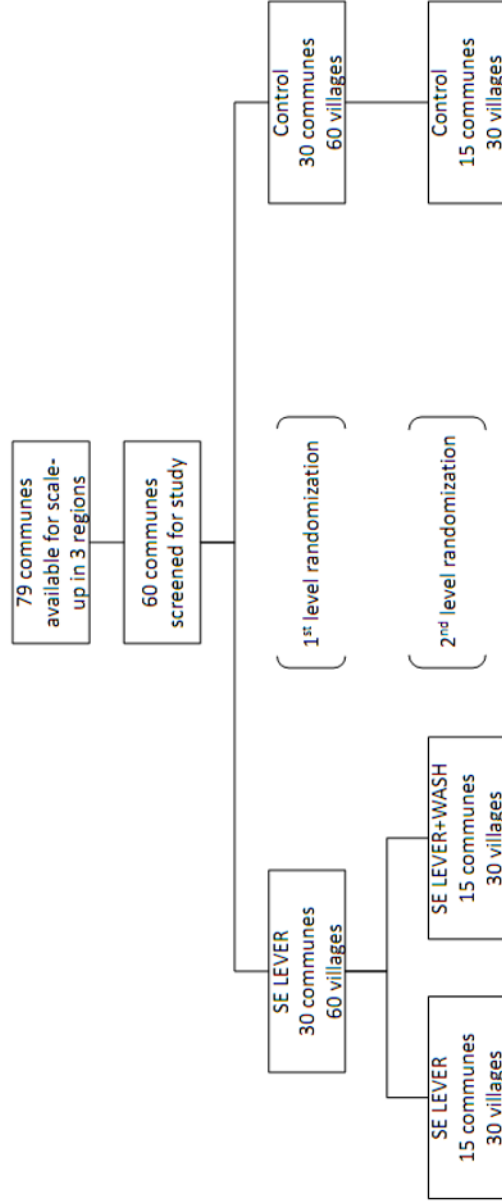 79 communes
available for scale-
up in 3 regions
60 communes
screened for study
SE LEVER
30 communes
60 villages
1st level randomization
Control
30 communes
60 villages
SE LEVER
15 communes
30 villages
SE LEVER+WASH
15 communes
30 villages
2nd level randomization
Control
15 communes
30 villages